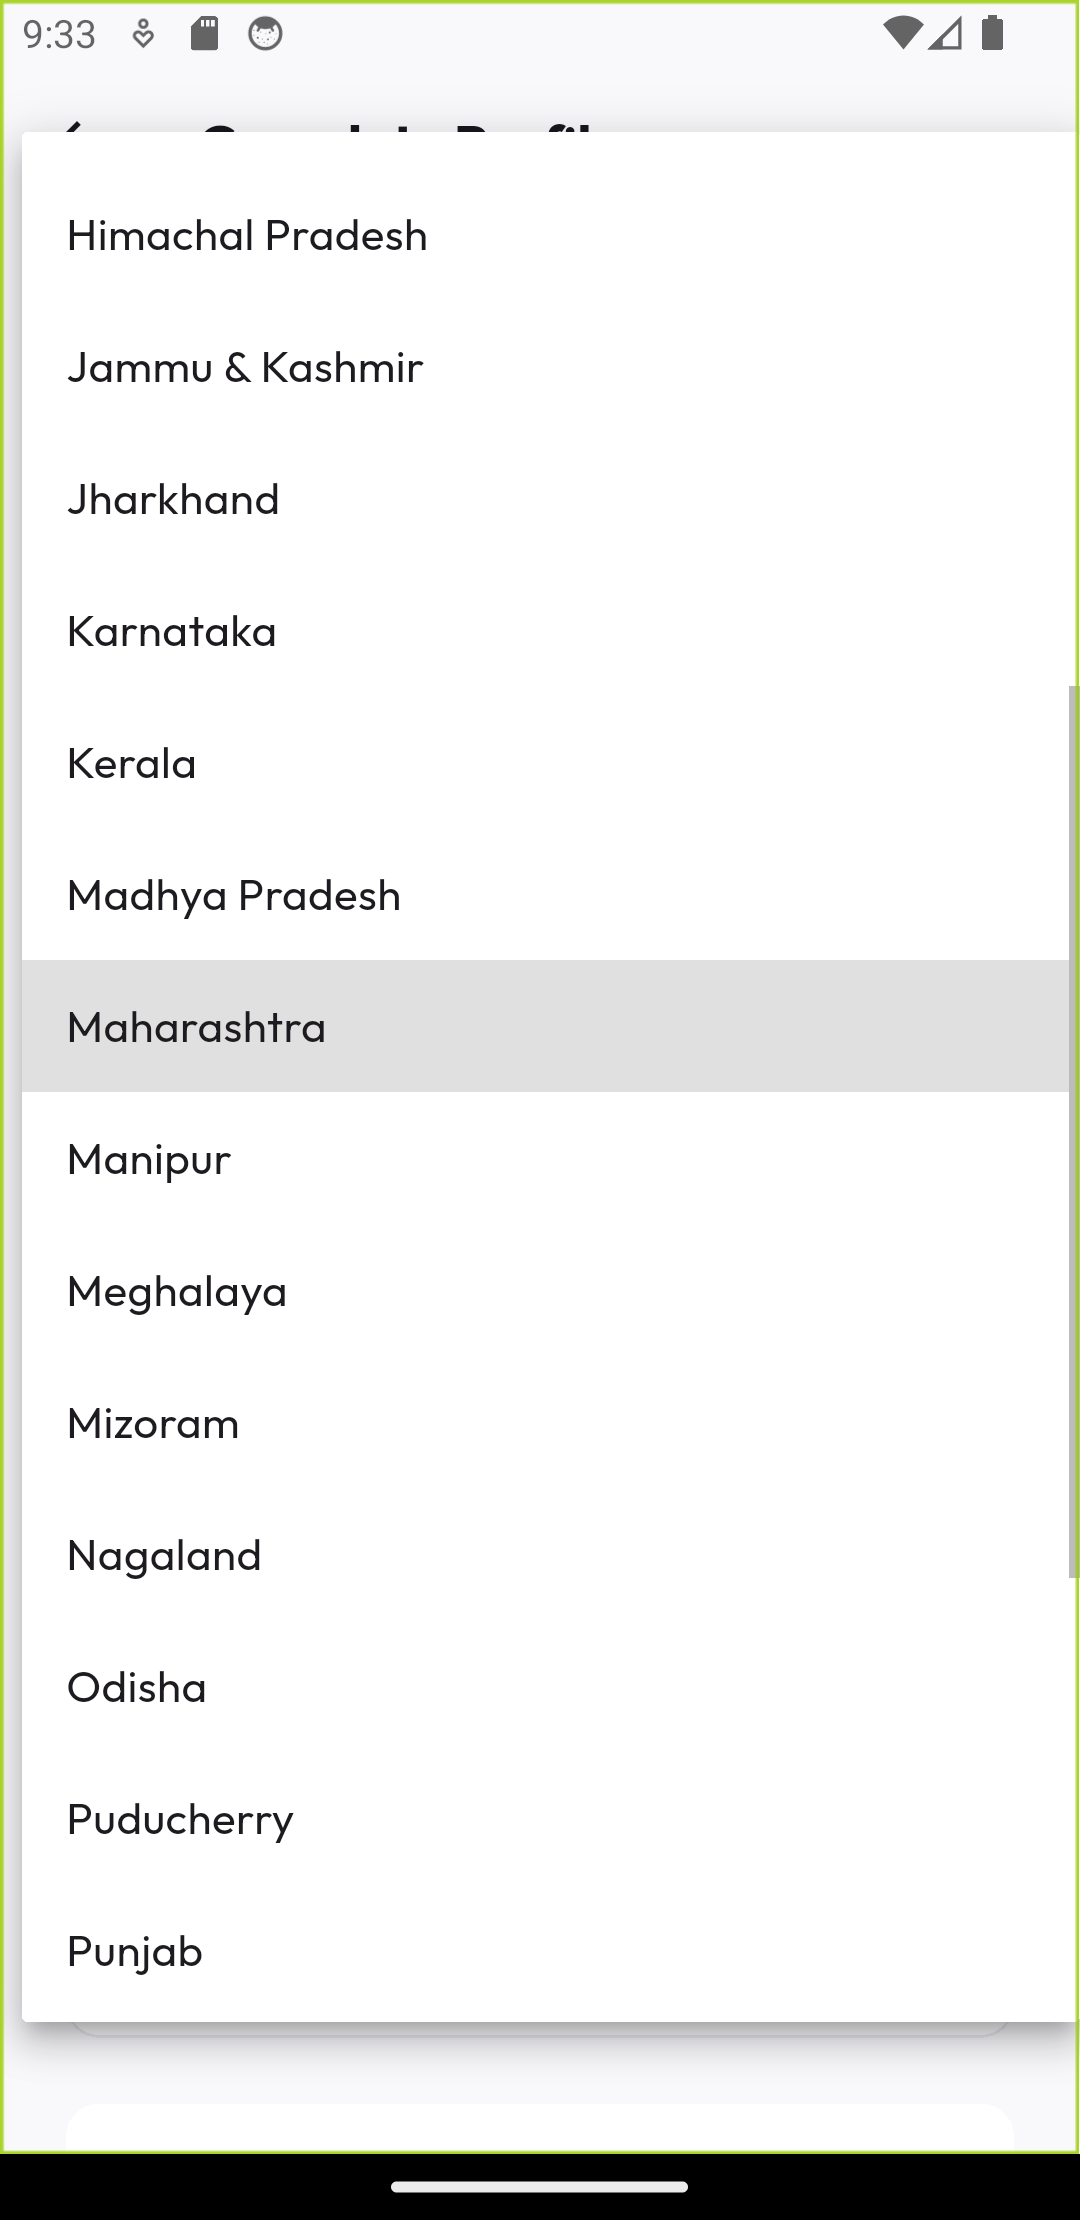 9:33
Himachal Pradesh
Jammu & Kashmir
Jharkhand
Karnataka
Kerala
Madhya Pradesh
Maharashtra
Manipur
Meghalaya
Mizoram
Nagaland
Odisha
Puducherry
Punjab